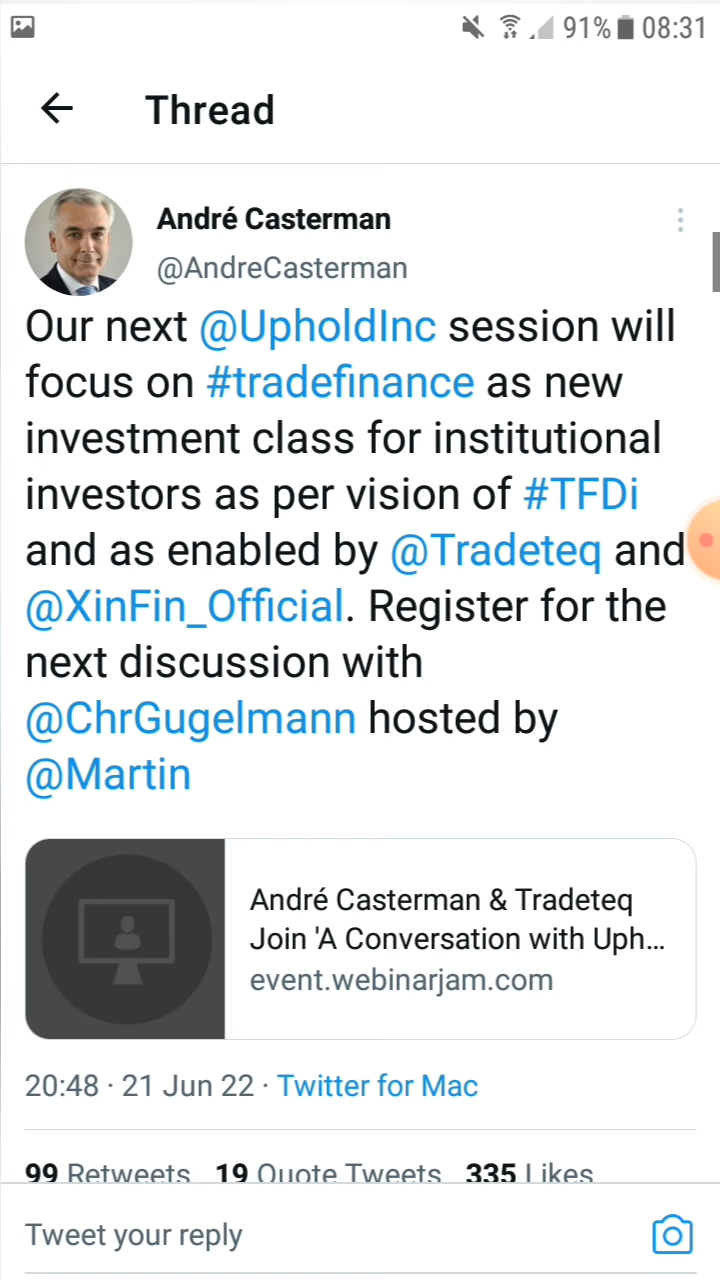 91% 08:31
Thread
André Casterman
@AndreCasterman
Our next @UpholdInc session will
focus on #tradefinance as new
investment class for institutional
investors as per vision of #TFDi
and as enabled by @Tradeteq and
@XinFin_Official. Register for the
next discussion with
@ChrGugelmann hosted by
@Martin
André Casterman & Tradeteq
Join 'A Conversation with Uph...
event.webinarjam.com
20:48 · 21 Jun 22 · Twitter for Mac
99 Retweets 19 Quote Tweets 335 Likes
Tweet your reply